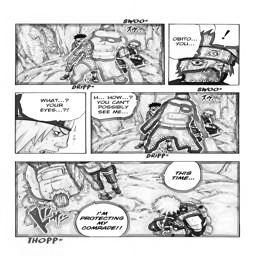 SWOO=
DRIPP=
OBITO...
YOU...
!
SWOO=
WHAT...?
YOUR
EYES...?!
H... HOW...?
YOU CAN'T
POSSIBLY
SEE ME...
DRIPP=
THIS
TIME...
I'M
PROTECTING
MY
COMRADE!!
THOPP=